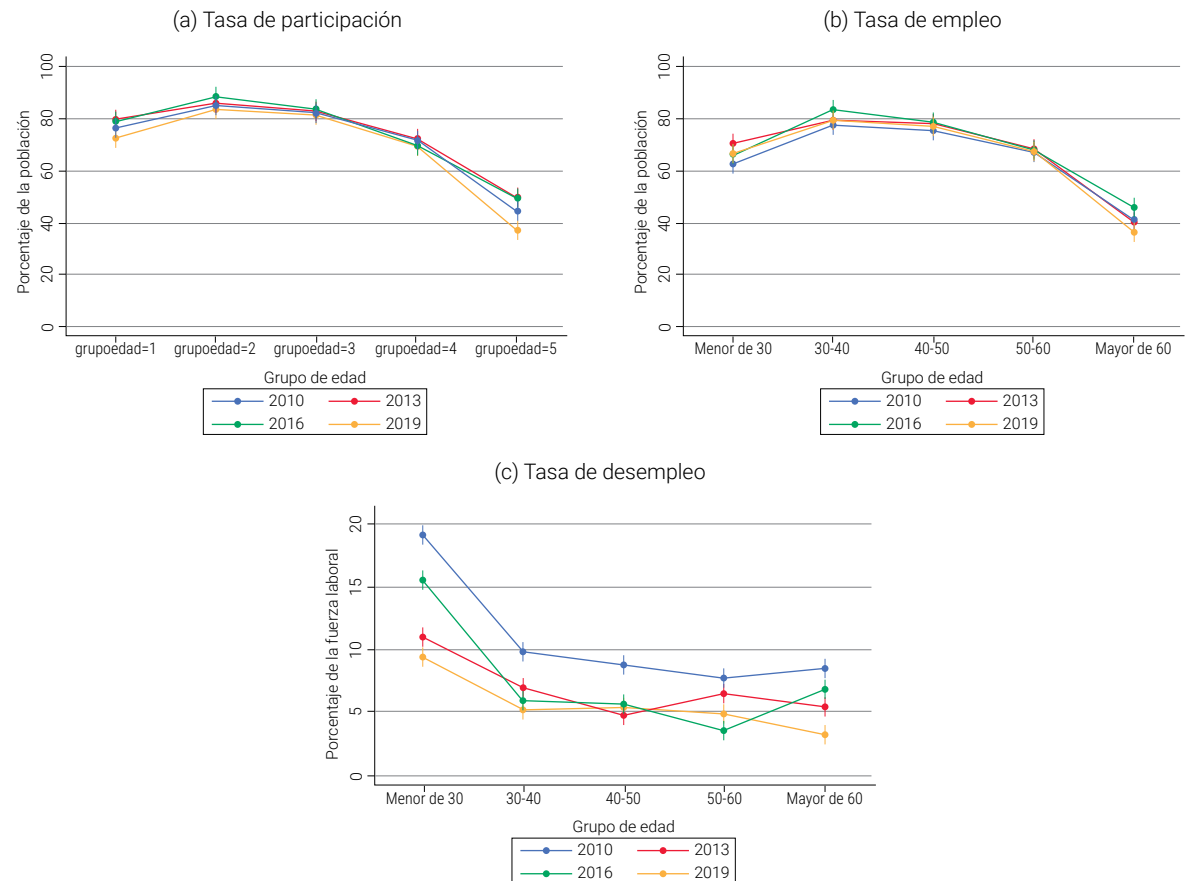 (a) Tasa de participación
Porcentaje de la población
100
80
60
40
20
0
grupoedad=1 grupoedad=2 grupoedad=3 grupoedad=4 grupoedad=5
Grupo de edad
2010 2013
2016 2019
(b) Tasa de empleo
Porcentaje de la población
100
80
60
40
20
0
Menor de 30 30-40 40-50 50-60 Mayor de 60
Grupo de edad
2010 2013
2016 2019
(c) Tasa de desempleo
Porcentaje de la fuerza laboral
20
15
10
5
0
Menor de 30 30-40 40-50 50-60 Mayor de 60
Grupo de edad
2010 2013
2016 2019